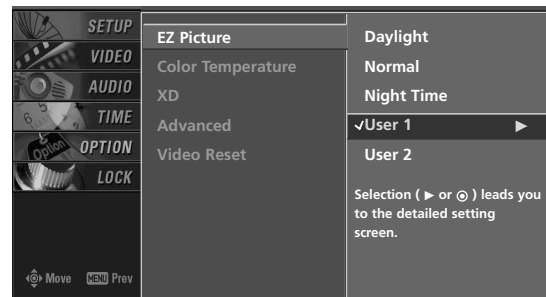 SETUP
VIDEO
AUDIO
TIME
OPTION
LOCK
Move MENU Prev
EZ Picture
Color Temperature
XD
Advanced
Video Reset
Daylight
Normal
Night Time
✓User 1 ▶
User 2
Selection ( ▶ or ◉ ) leads you
to the detailed setting
screen.
Option